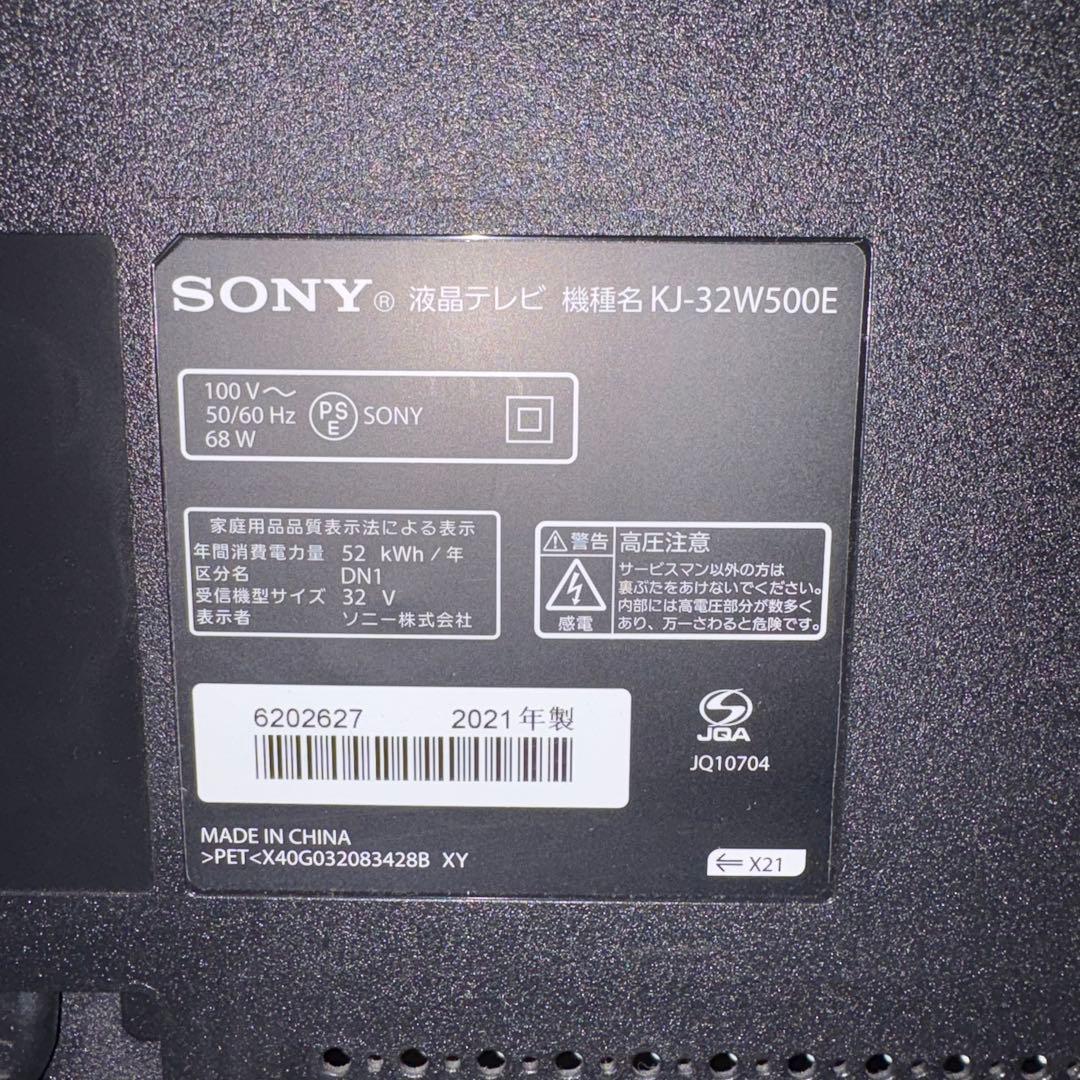 SONY® 液晶テレビ 機種名 KJ-32W500E
100 V〜
50/60 Hz
68 W
PS
E
SONY
家庭用品品質表示法による表示
年間消費電力量 52 kWh / 年
区分名 DN1
受信機型サイズ 32 V
表示者 ソニー株式会社
警告
感電
高圧注意
サービスマン以外の方は
裏ぶたをあけないでください。
内部には高電圧部分が数多く
あり、万一さわると危険です。
6202627 2021年製
JQA
JQ10704
MADE IN CHINA
>PET<X40G032083428B XY
⇐ X21